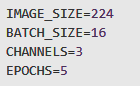 IMAGE_SIZE=224
BATCH_SIZE=16
CHANNELS=3
EPOCHS=5